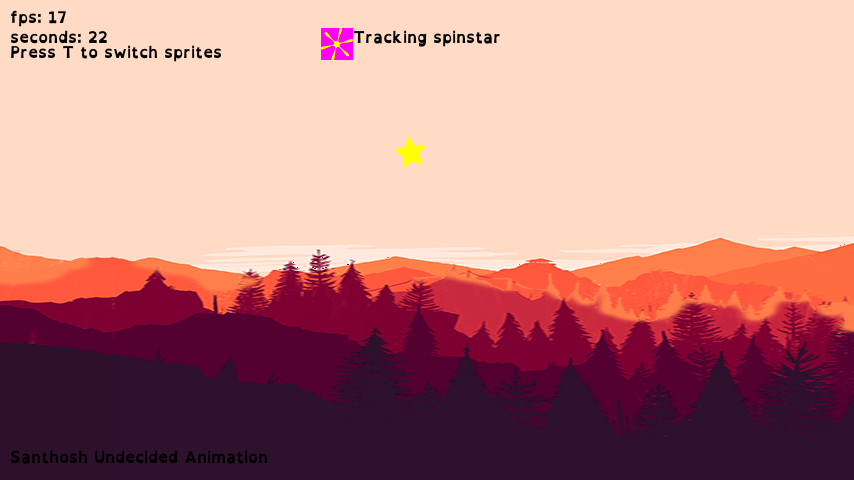 fps: 17
seconds: 22
Press T to switch sprites
Tracking spinstar
Santhosh Undecided Animation